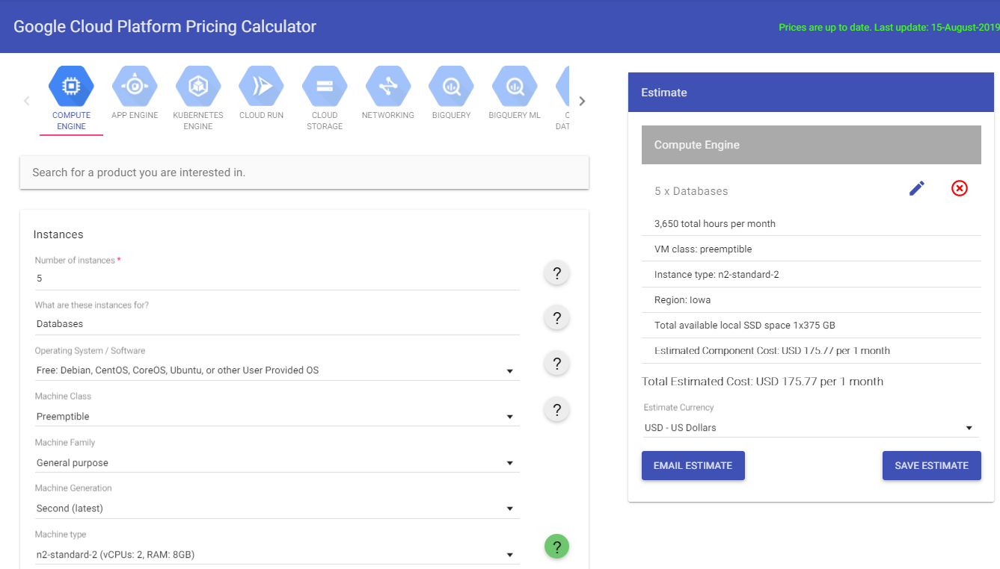 Google Cloud Platform Pricing Calculator
Prices are up to date. Last update: 15-August-2019
COMPUTE
ENGINE
APP ENGINE
KUBERNETES
ENGINE
CLOUD RUN
CLOUD
STORAGE
NETWORKING
BIGQUERY
BIGQUERY ML
C
DAT
Search for a product you are interested in.
Instances
Number of instances *
5
?
What are these instances for?
Databases
?
Operating System / Software
Free: Debian, CentOS, CoreOS, Ubuntu, or other User Provided OS
?
Machine Class
Preemptible
?
Machine Family
General purpose
Machine Generation
Second (latest)
Machine type
n2-standard-2 (vCPUs: 2, RAM: 8GB)
?
Estimate
Compute Engine
5 x Databases
3,650 total hours per month
VM class: preemptible
Instance type: n2-standard-2
Region: Iowa
Total available local SSD space 1x375 GB
Estimated Component Cost: USD 175.77 per 1 month
Total Estimated Cost: USD 175.77 per 1 month
Estimate Currency
USD - US Dollars
EMAIL ESTIMATE
SAVE ESTIMATE